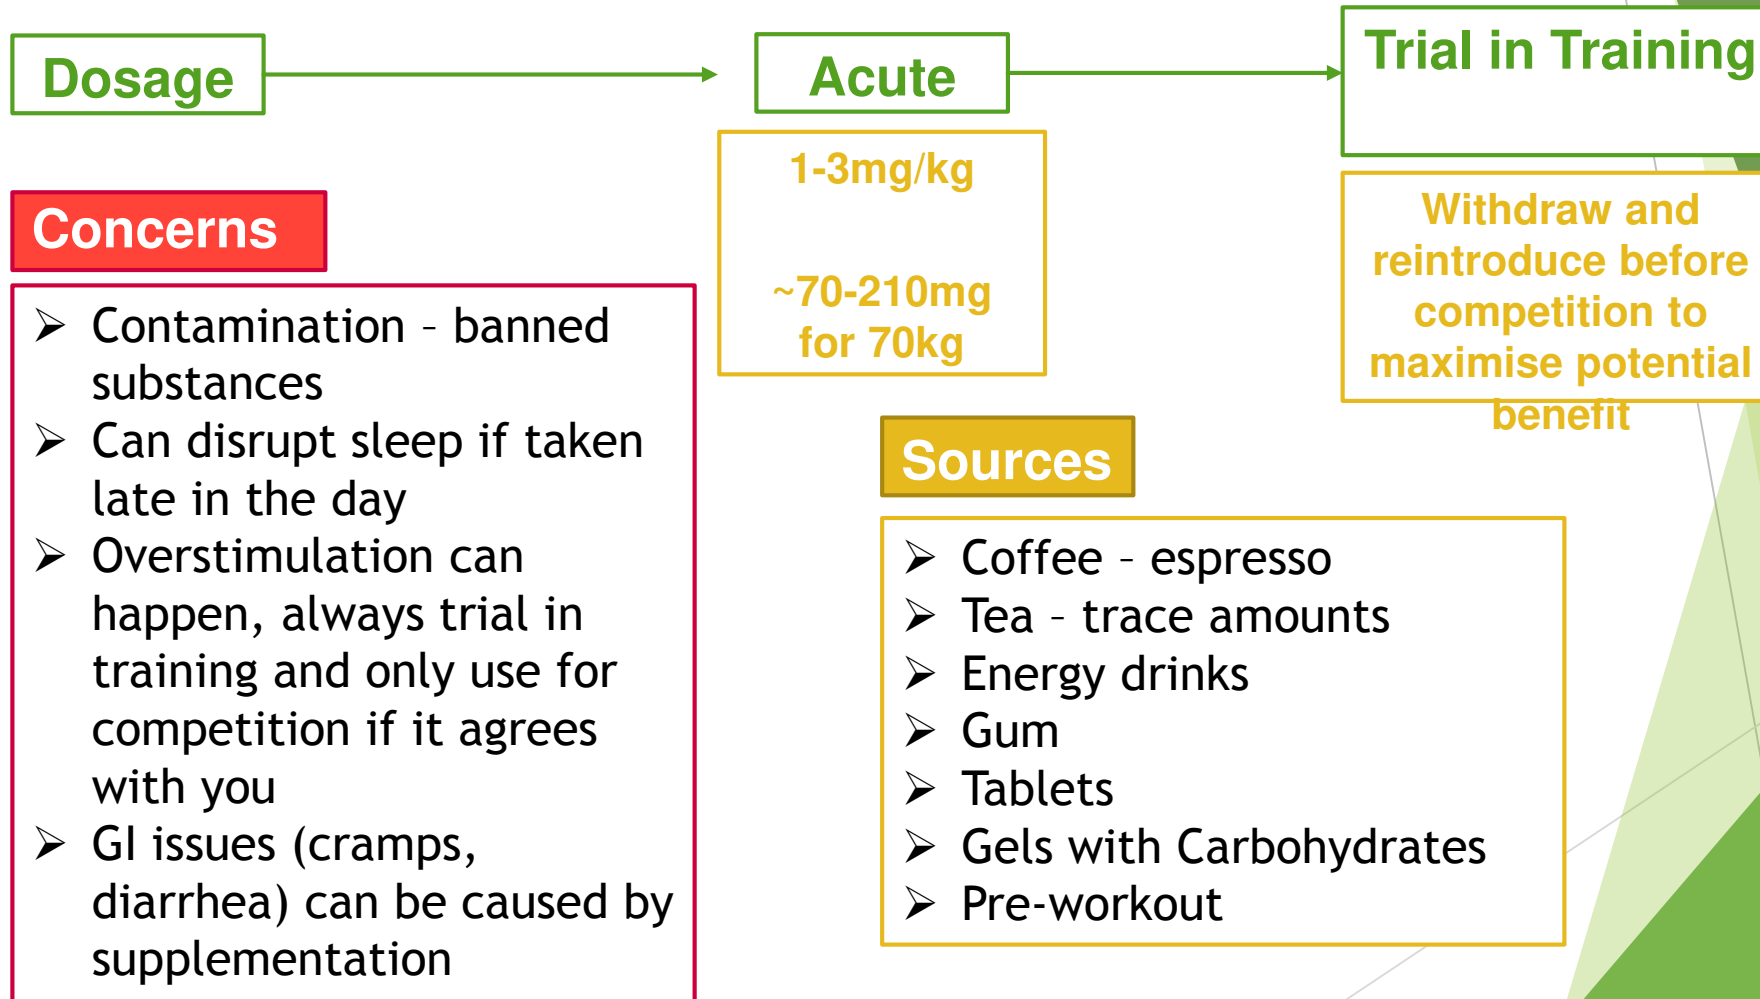 Dosage
Acute
Trial in Training
1-3mg/kg
~70-210mg
for 70kg
Withdraw and
reintroduce before
competition to
maximise potential
benefit
Concerns
➢ Contamination – banned
substances
➢ Can disrupt sleep if taken
late in the day
➢ Overstimulation can
happen, always trial in
training and only use for
competition if it agrees
with you
➢ GI issues (cramps,
diarrhea) can be caused by
supplementation
Sources
➢ Coffee – espresso
➢ Tea – trace amounts
➢ Energy drinks
➢ Gum
➢ Tablets
➢ Gels with Carbohydrates
➢ Pre-workout